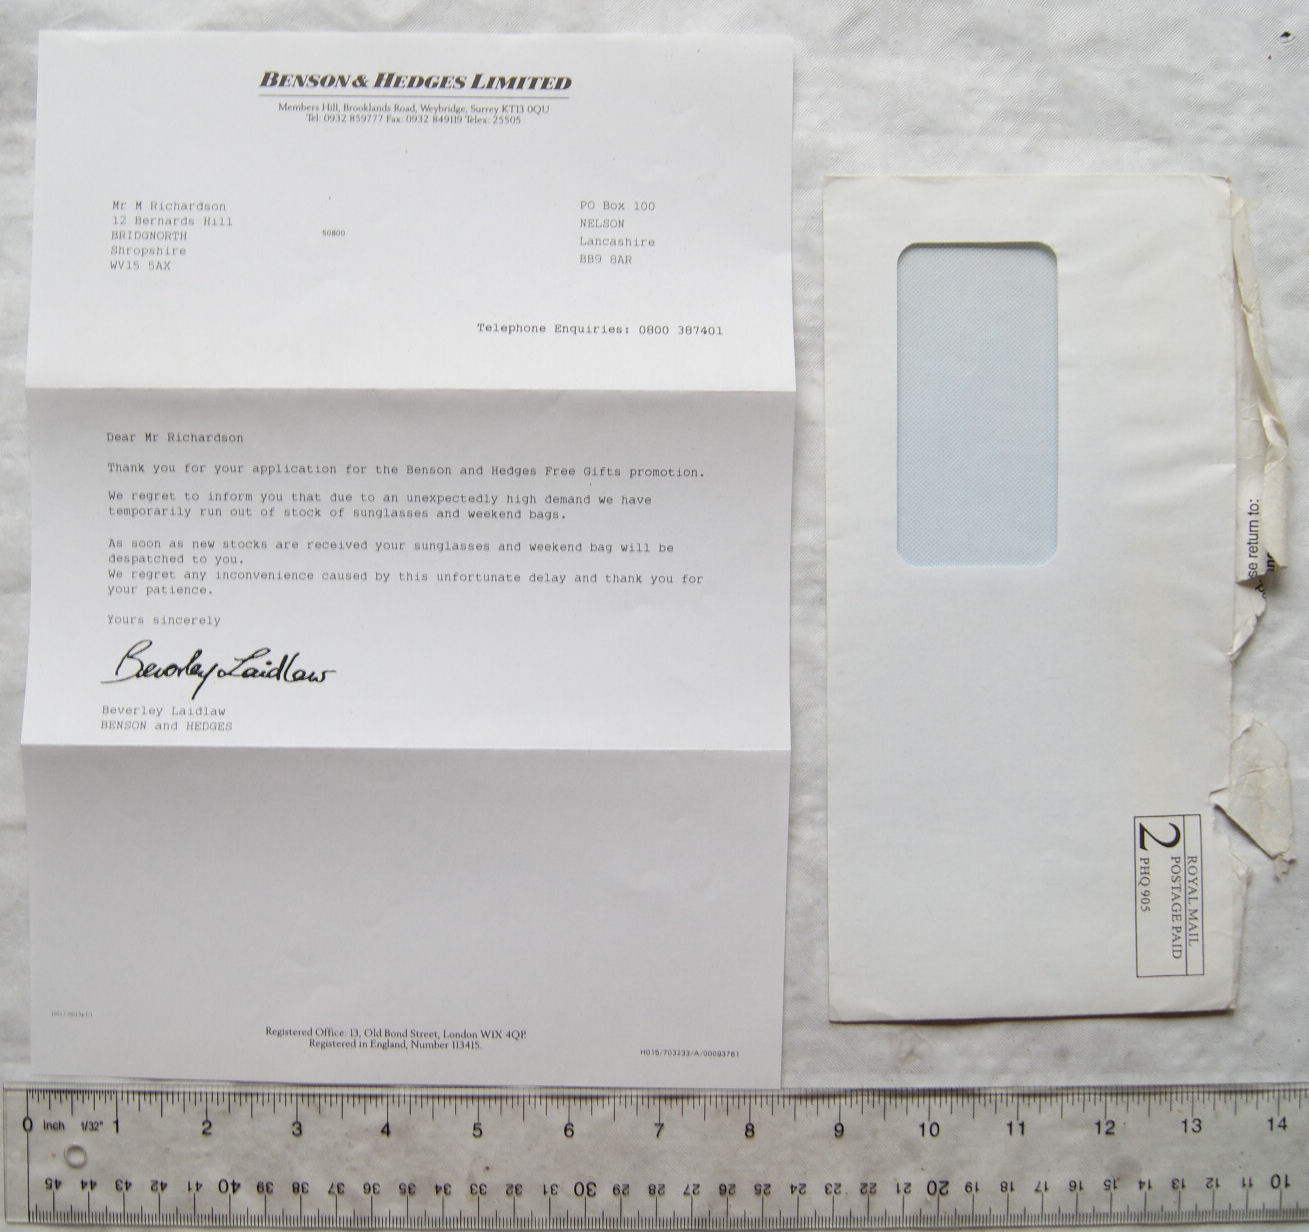 BENSON & HEDGES LIMITED
Members Hill, Brooklands Road, Weybridge, Surrey KT13 0QU
Tel: 0932 859777 Fax: 0932 849119 Telex: 25505
Mr M Richardson
12 Bernards Hill
BRIDGNORTH
Shropshire
WV15 5AX
50800
PO Box 100
NELSON
Lancashire
BB9 8AR
Telephone Enquiries: 0800 387401
Dear Mr Richardson
Thank you for your application for the Benson and Hedges Free Gifts promotion.
We regret to inform you that due to an unexpectedly high demand we have
temporarily run out of stock of sunglasses and weekend bags.
As soon as new stocks are received your sunglasses and weekend bag will be
despatched to you.
We regret any inconvenience caused by this unfortunate delay and thank you for
your patience.
Yours sincerely
Beverley Laidlaw
Beverley Laidlaw
BENSON and HEDGES
Registered Office: 13, Old Bond Street, London W1X 4QP.
Registered in England, Number 113415.
H015/703233/A/00093761
se return to:
ROYAL MAIL
POSTAGE PAID
2 PHQ 905
0 Inch 1/32" 1 2 3 4 5 6 7 8 9 10 11 12 13 14
45 44 43 42 41 40 39 38 37 36 35 34 33 32 31 30 29 28 27 26 25 24 23 22 21 20 19 18 17 16 15 14 13 12 11 10